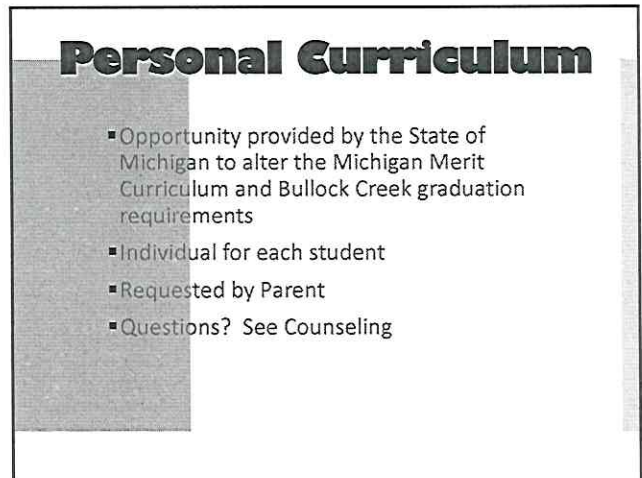 Personal Curriculum
▪Opportunity provided by the State of
Michigan to alter the Michigan Merit
Curriculum and Bullock Creek graduation
requirements
▪Individual for each student
▪Requested by Parent
▪Questions? See Counseling